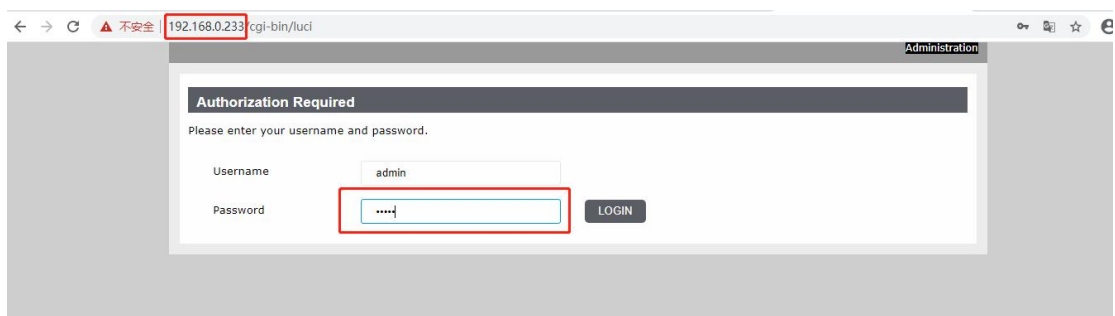 不安全 192.168.0.233/cgi-bin/luci
Administration
Authorization Required
Please enter your username and password.
Username admin
Password •••••
LOGIN